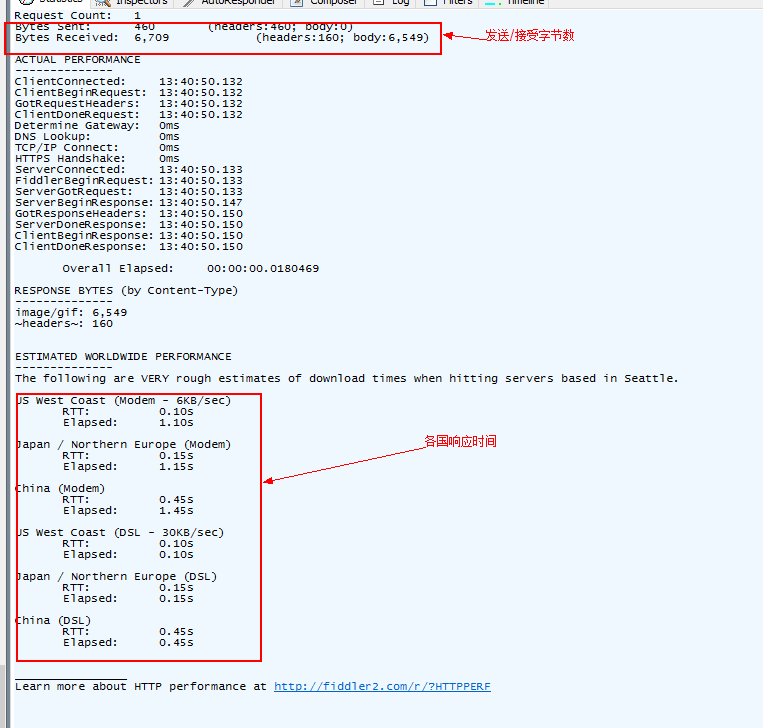 Statistics Inspectors AutoResponder Composer Log Filters Timeline
Request Count: 1
Bytes Sent: 460 (headers:460; body:0)
Bytes Received: 6,709 (headers:160; body:6,549)
发送/接受字节数
ACTUAL PERFORMANCE
--------------
ClientConnected: 13:40:50.132
ClientBeginRequest: 13:40:50.132
GotRequestHeaders: 13:40:50.132
ClientDoneRequest: 13:40:50.132
Determine Gateway: 0ms
DNS Lookup: 0ms
TCP/IP Connect: 0ms
HTTPS Handshake: 0ms
ServerConnected: 13:40:50.133
FiddlerBeginRequest: 13:40:50.133
ServerGotRequest: 13:40:50.133
ServerBeginResponse: 13:40:50.147
GotResponseHeaders: 13:40:50.150
ServerDoneResponse: 13:40:50.150
ClientBeginResponse: 13:40:50.150
ClientDoneResponse: 13:40:50.150
Overall Elapsed: 00:00:00.0180469
RESPONSE BYTES (by Content-Type)
--------------
image/gif: 6,549
~headers~: 160
ESTIMATED WORLDWIDE PERFORMANCE
--------------
The following are VERY rough estimates of download times when hitting servers based in Seattle.
US West Coast (Modem - 6KB/sec)
RTT: 0.10s
Elapsed: 1.10s
各国响应时间
Japan / Northern Europe (Modem)
RTT: 0.15s
Elapsed: 1.15s
China (Modem)
RTT: 0.45s
Elapsed: 1.45s
US West Coast (DSL - 30KB/sec)
RTT: 0.10s
Elapsed: 0.10s
Japan / Northern Europe (DSL)
RTT: 0.15s
Elapsed: 0.15s
China (DSL)
RTT: 0.45s
Elapsed: 0.45s
________________
Learn more about HTTP performance at http://fiddler2.com/r/?HTTPPERF